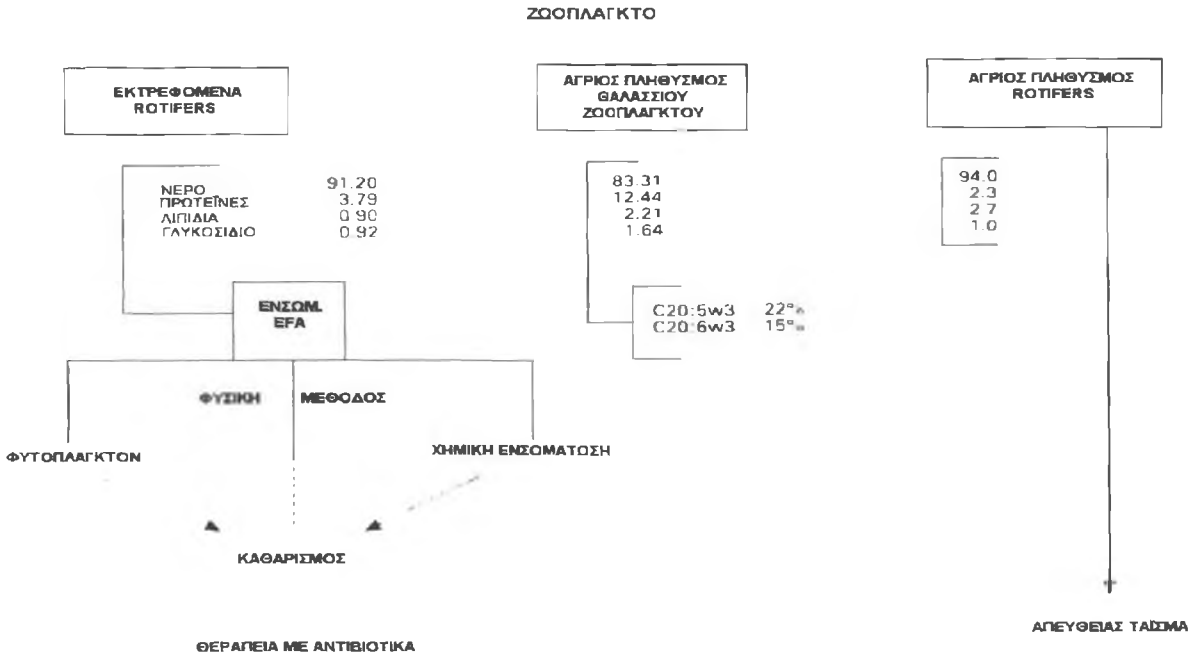 ΖΩΟΠΛΑΓΚΤΟ
ΕΚΤΡΕΦΟΜΕΝΑ
ROTIFERS
ΑΓΡΙΟΣ ΠΛΗΘΥΣΜΟΣ
ΘΑΛΑΣΣΙΟΥ
ΖΩΟΠΛΑΓΚΤΟΥ
ΑΓΡΙΟΣ ΠΛΗΘΥΣΜΟΣ
ROTIFERS
ΝΕΡΟ 91.20
ΠΡΟΤΕΪΝΕΣ 3.79
ΛΙΠΙΔΙΑ 0.90
ΓΛΥΚΟΣΙΔΙΟ 0.92
83.31
12.44
2.21
1.64
94.0
2.3
2.7
1.0
ΕΝΣΩΜ.
EFA
C20:5w3 22%
C20:6w3 15%
ΦΥΣΙΚΗ ΜΕΘΟΔΟΣ
ΦΥΤΟΠΛΑΓΚΤΟΝ
ΧΗΜΙΚΗ ΕΝΣΩΜΑΤΩΣΗ
ΚΑΘΑΡΙΣΜΟΣ
ΘΕΡΑΠΕΙΑ ΜΕ ΑΝΤΙΒΙΟΤΙΚΑ
ΑΠΕΥΘΕΙΑΣ ΤΑΪΣΜΑ